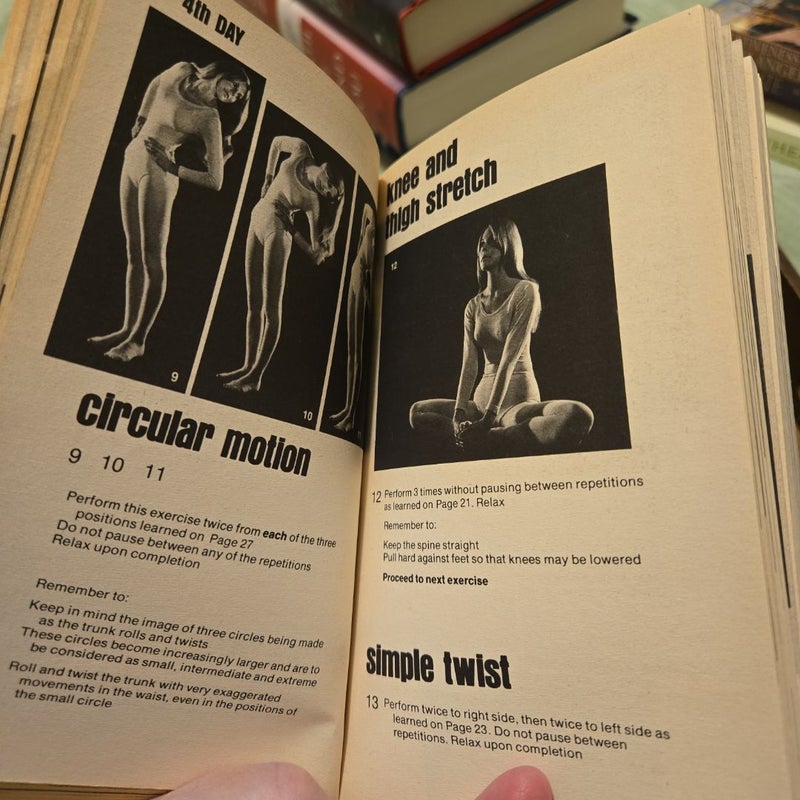 4th DAY
9
10
11
circular motion
9 10 11
Perform this exercise twice from each of the three
positions learned on Page 27
Do not pause between any of the repetitions
Relax upon completion
Remember to:
Keep in mind the image of three circles being made
as the trunk rolls and twists
These circles become increasingly larger and are to
be considered as small, intermediate and extreme
Roll and twist the trunk with very exaggerated
movements in the waist, even in the positions of
the small circle
knee and
thigh stretch
12
12 Perform 3 times without pausing between repetitions
as learned on Page 21. Relax
Remember to:
Keep the spine straight
Pull hard against feet so that knees may be lowered
Proceed to next exercise
simple twist
13 Perform twice to right side, then twice to left side as
learned on Page 23. Do not pause between
repetitions. Relax upon completion